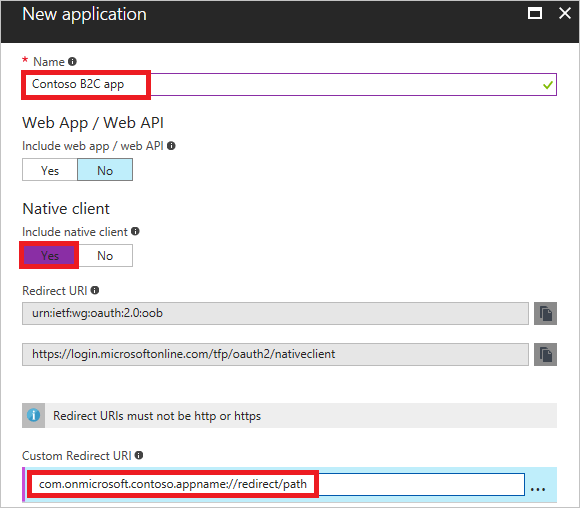 New application
* Name
Contoso B2C app
Web App / Web API
Include web app / web API
Yes No
Native client
Include native client
Yes No
Redirect URI
urn:ietf:wg:oauth:2.0:oob
https://login.microsoftonline.com/tfp/oauth2/nativeclient
Redirect URIs must not be http or https
Custom Redirect URI
com.onmicrosoft.contoso.appname://redirect/path
...